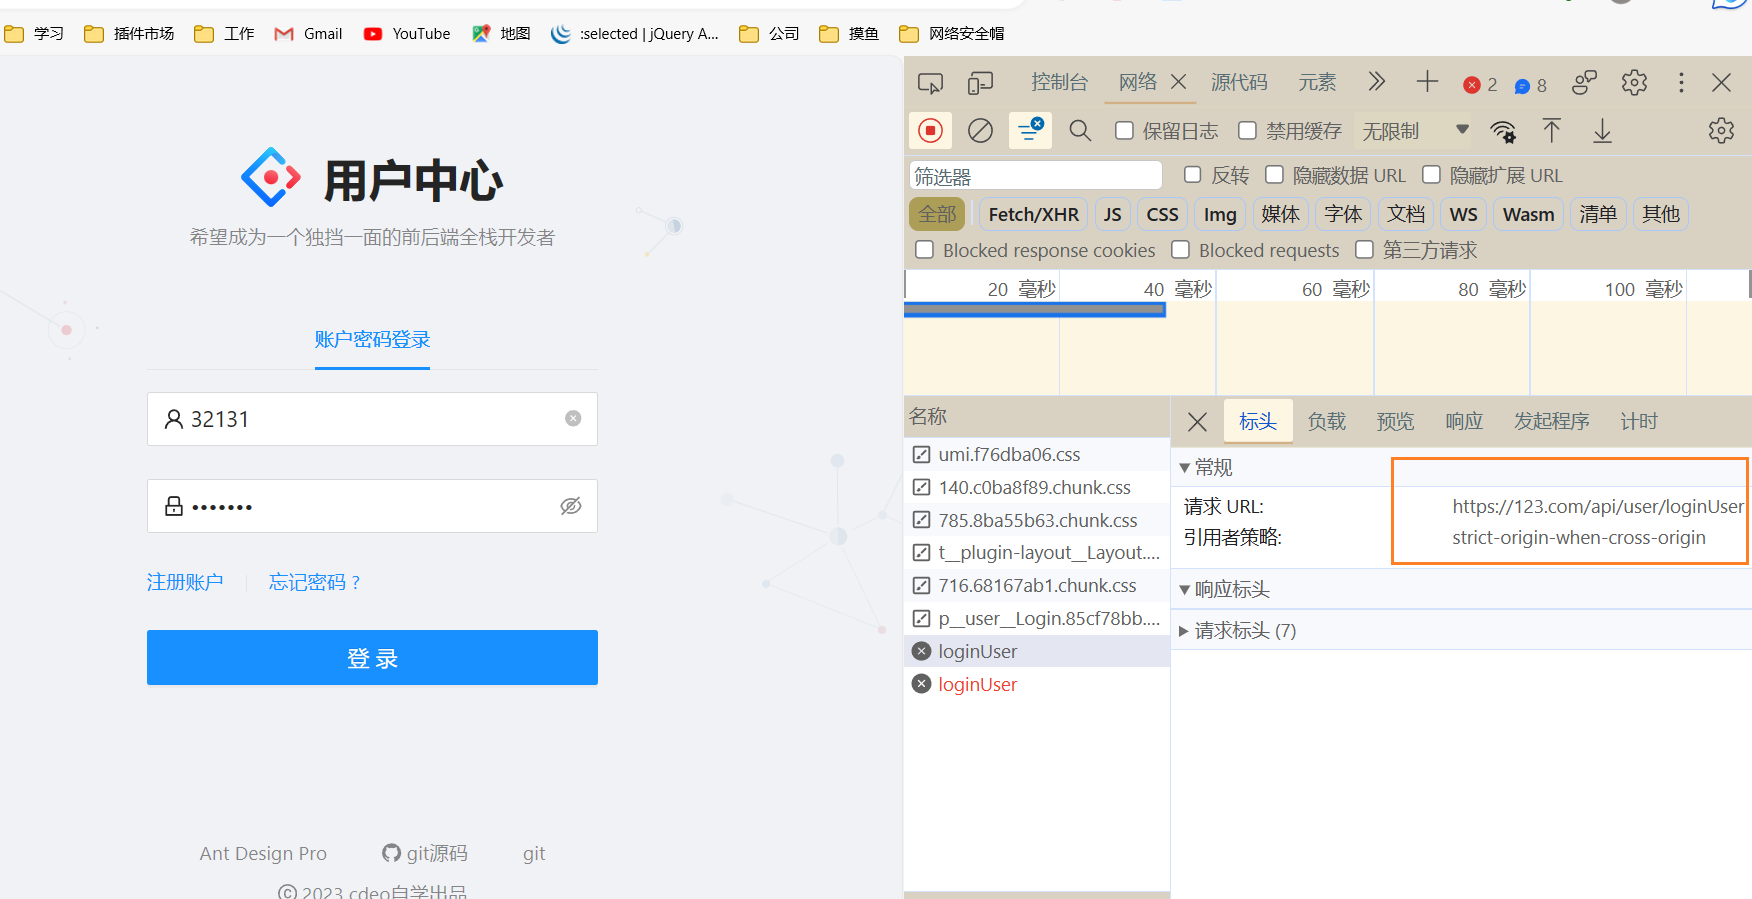 学习 插件市场 工作 Gmail YouTube 地图 :selected | jQuery A... 公司 摸鱼 网络安全帽
用户中心
希望成为一个独挡一面的前后端全栈开发者
账户密码登录
32131
•••••••
注册账户 忘记密码 ?
登 录
Ant Design Pro git源码 git
© 2023 cdeo自学出品
控制台 网络 源代码 元素 2 8
保留日志 禁用缓存 无限制
筛选器 反转 隐藏数据 URL 隐藏扩展 URL
全部 Fetch/XHR JS CSS Img 媒体 字体 文档 WS Wasm 清单 其他
Blocked response cookies Blocked requests 第三方请求
20 毫秒 40 毫秒 60 毫秒 80 毫秒 100 毫秒
名称
umi.f76dba06.css
140.c0ba8f89.chunk.css
785.8ba55b63.chunk.css
t__plugin-layout__Layout....
716.68167ab1.chunk.css
p__user__Login.85cf78bb....
loginUser
loginUser
标头 负载 预览 响应 发起程序 计时
常规
请求 URL: https://123.com/api/user/loginUser
引用者策略: strict-origin-when-cross-origin
响应标头
请求标头 (7)